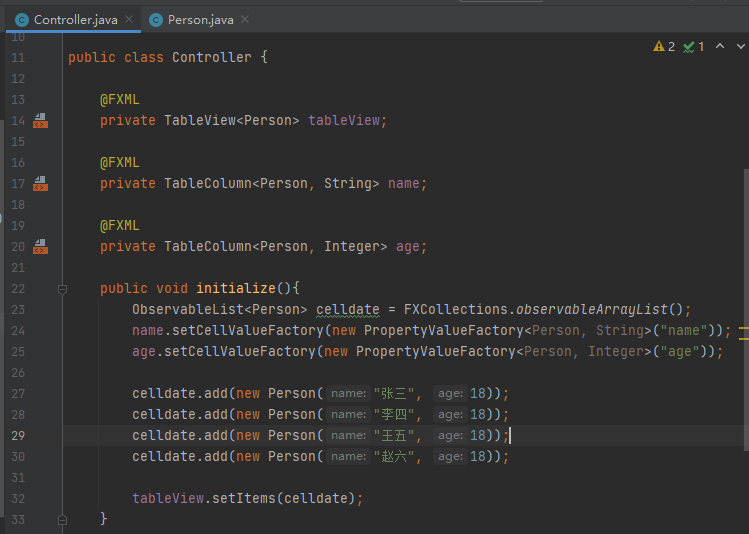 Controller.java Person.java
10
2 1
11 public class Controller {
12
13 @FXML
14 private TableView<Person> tableView;
15
16 @FXML
17 private TableColumn<Person, String> name;
18
19 @FXML
20 private TableColumn<Person, Integer> age;
21
22 public void initialize(){
23 ObservableList<Person> celldate = FXCollections.observableArrayList();
24 name.setCellValueFactory(new PropertyValueFactory<Person, String>("name"));
25 age.setCellValueFactory(new PropertyValueFactory<Person, Integer>("age"));
26
27 celldate.add(new Person( name: "张三", age: 18));
28 celldate.add(new Person( name: "李四", age: 18));
29 celldate.add(new Person( name: "王五", age: 18));
30 celldate.add(new Person( name: "赵六", age: 18));
31
32 tableView.setItems(celldate);
33 }